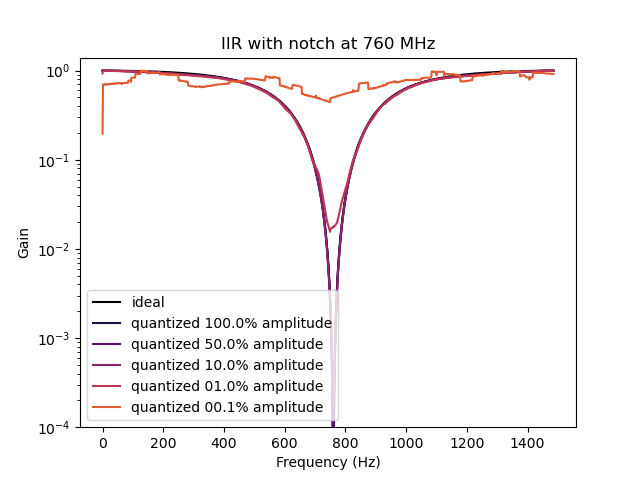 IIR with notch at 760 MHz
10⁰
10⁻¹
10⁻²
10⁻³
10⁻⁴
Gain
ideal
quantized 100.0% amplitude
quantized 50.0% amplitude
quantized 10.0% amplitude
quantized 01.0% amplitude
quantized 00.1% amplitude
0 200 400 600 800 1000 1200 1400
Frequency (Hz)